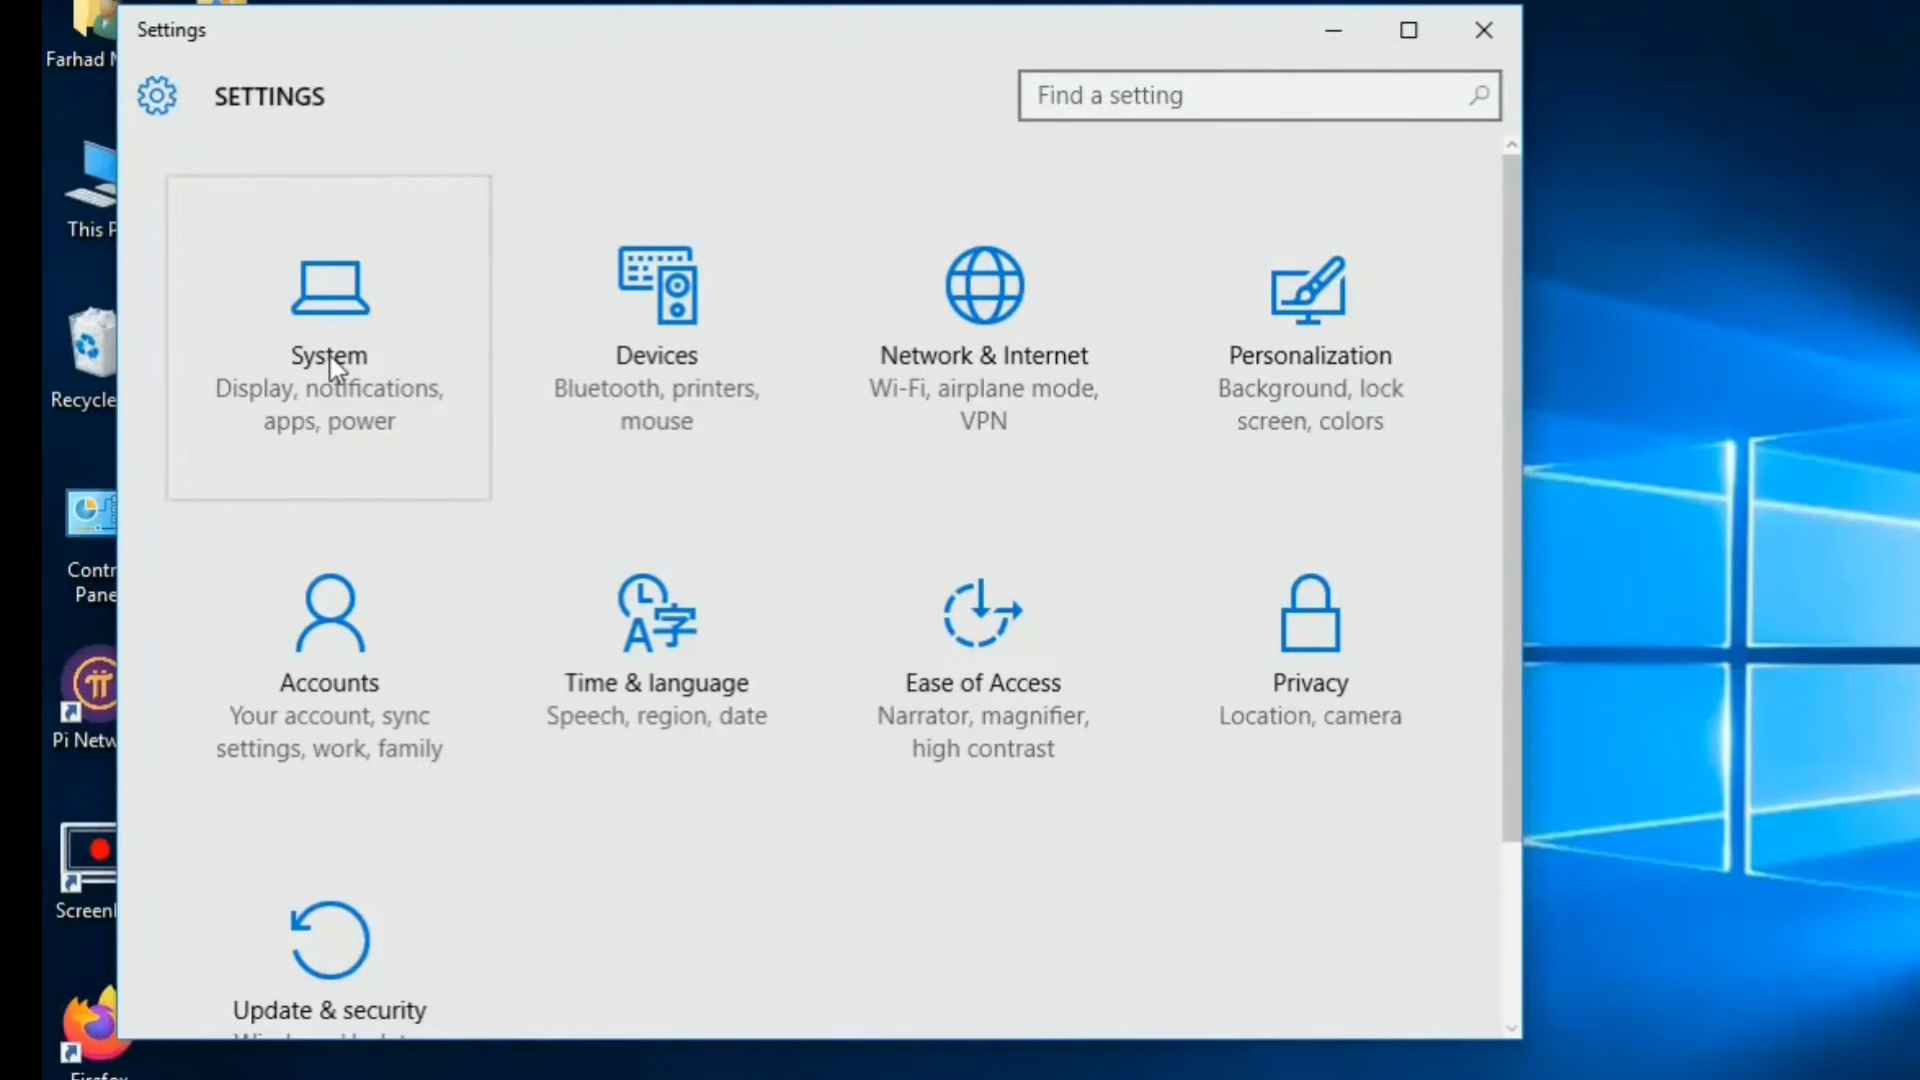 Settings
SETTINGS
Find a setting
System
Display, notifications,
apps, power
Devices
Bluetooth, printers,
mouse
Network & Internet
Wi-Fi, airplane mode,
VPN
Personalization
Background, lock
screen, colors
Accounts
Your account, sync
settings, work, family
Time & language
Speech, region, date
Ease of Access
Narrator, magnifier,
high contrast
Privacy
Location, camera
Update & security
Farhad
This P
Recycle
Contr
Pane
Pi Netw
Screen
Firefox